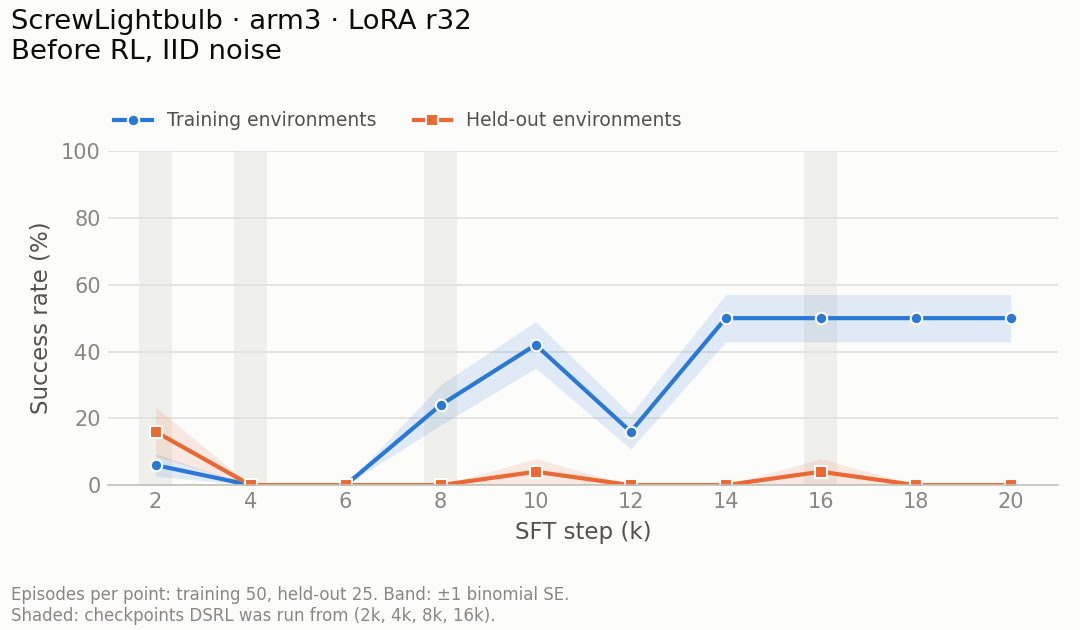 ScrewLightbulb · arm3 · LoRA r32
Before RL, IID noise
Training environments
Held-out environments
100
80
60
40
20
0
Success rate (%)
2 4 6 8 10 12 14 16 18 20
SFT step (k)
Episodes per point: training 50, held-out 25. Band: ±1 binomial SE.
Shaded: checkpoints DSRL was run from (2k, 4k, 8k, 16k).